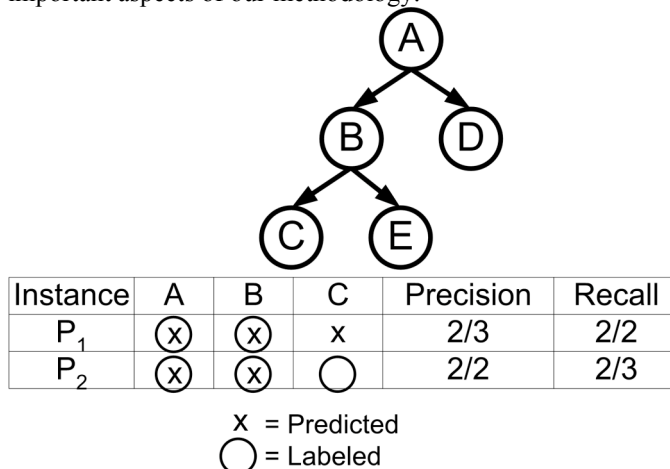 important aspects of our methodology.
A
B D
C E
Instance A B C Precision Recall
P1 x x x 2/3 2/2
P2 x x 2/2 2/3
x = Predicted
= Labeled